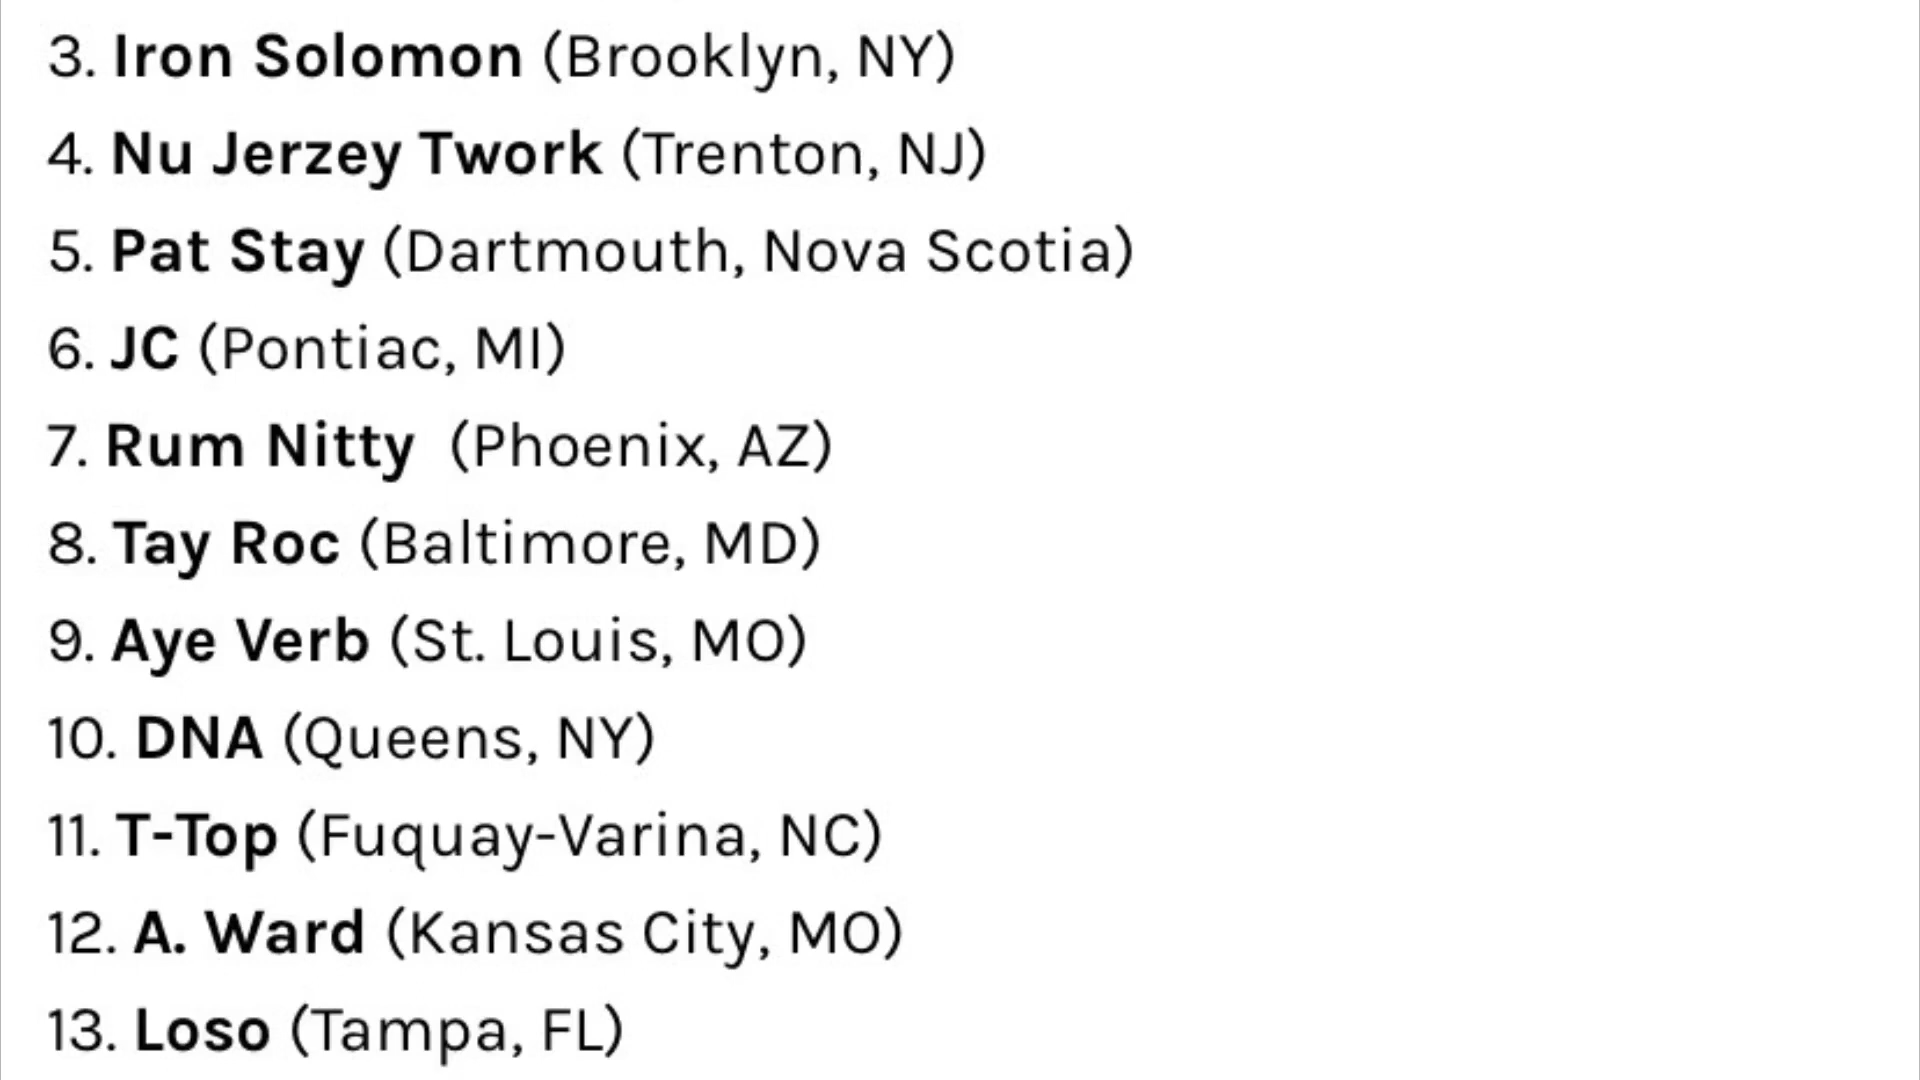 3. Iron Solomon (Brooklyn, NY)
4. Nu Jerzey Twork (Trenton, NJ)
5. Pat Stay (Dartmouth, Nova Scotia)
6. JC (Pontiac, MI)
7. Rum Nitty  (Phoenix, AZ)
8. Tay Roc (Baltimore, MD)
9. Aye Verb (St. Louis, MO)
10. DNA (Queens, NY)
11. T-Top (Fuquay-Varina, NC)
12. A. Ward (Kansas City, MO)
13. Loso (Tampa, FL)